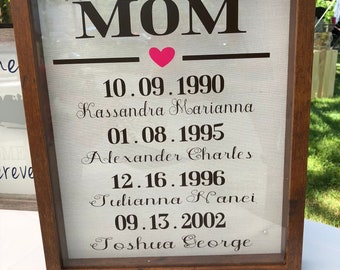 MOM
10.09.1990
Kassandra Marianna
01.08.1995
Alexander Charles
12.16.1996
Julianna Nanci
09.13.2002
Joshua George